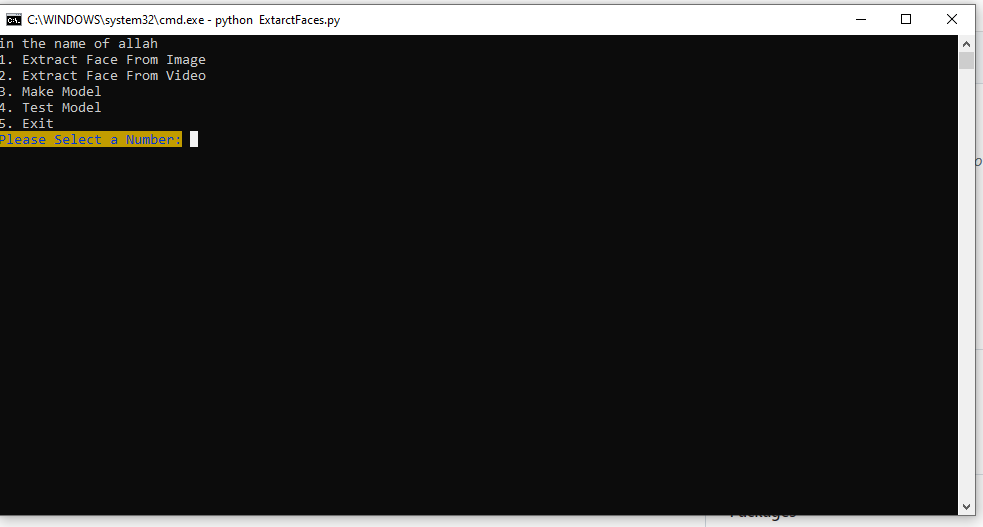 C:\WINDOWS\system32\cmd.exe - python  ExtarctFaces.py
in the name of allah
1. Extract Face From Image
2. Extract Face From Video
3. Make Model
4. Test Model
5. Exit
Please Select a Number:
Packages